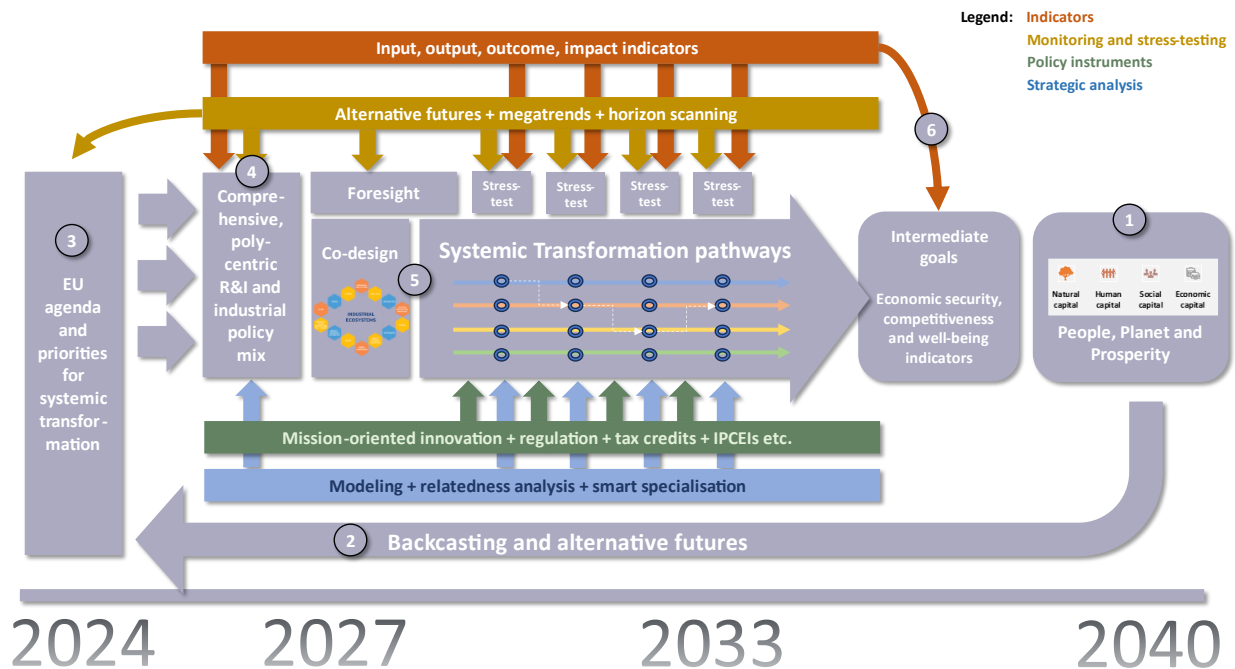 Legend: Indicators
Monitoring and stress-testing
Policy instruments
Strategic analysis
Input, output, outcome, impact indicators
Alternative futures + megatrends + horizon scanning
6
3
EU
agenda
and
priorities
for
systemic
transfor-
mation
4
Compre-
hensive,
poly-
centric
R&I and
industrial
policy
mix
Foresight
Stress-
test
Stress-
test
Stress-
test
Stress-
test
Co-design
INDUSTRIAL
ECOSYSTEMS
5
Systemic Transformation pathways
Intermediate
goals
Economic security,
competitiveness
and well-being
indicators
1
Natural
capital
Human
capital
Social
capital
Economic
capital
People, Planet and
Prosperity
Mission-oriented innovation + regulation + tax credits + IPCEIs etc.
Modeling + relatedness analysis + smart specialisation
2
Backcasting and alternative futures
2024
2027
2033
2040